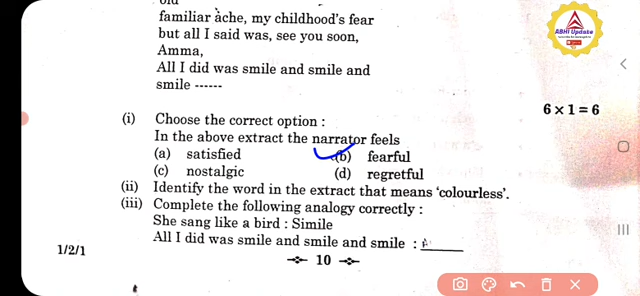 familiar ache, my childhood's fear
but all I said was, see you soon,
Amma,
All I did was smile and smile and
smile ------
6 × 1 = 6
(i) Choose the correct option :
In the above extract the narrator feels
(a) satisfied (b) fearful
(c) nostalgic (d) regretful
(ii) Identify the word in the extract that means 'colourless'.
(iii) Complete the following analogy correctly :
She sang like a bird : Simile
All I did was smile and smile and smile : ______
1/2/1
10
ABHI Update